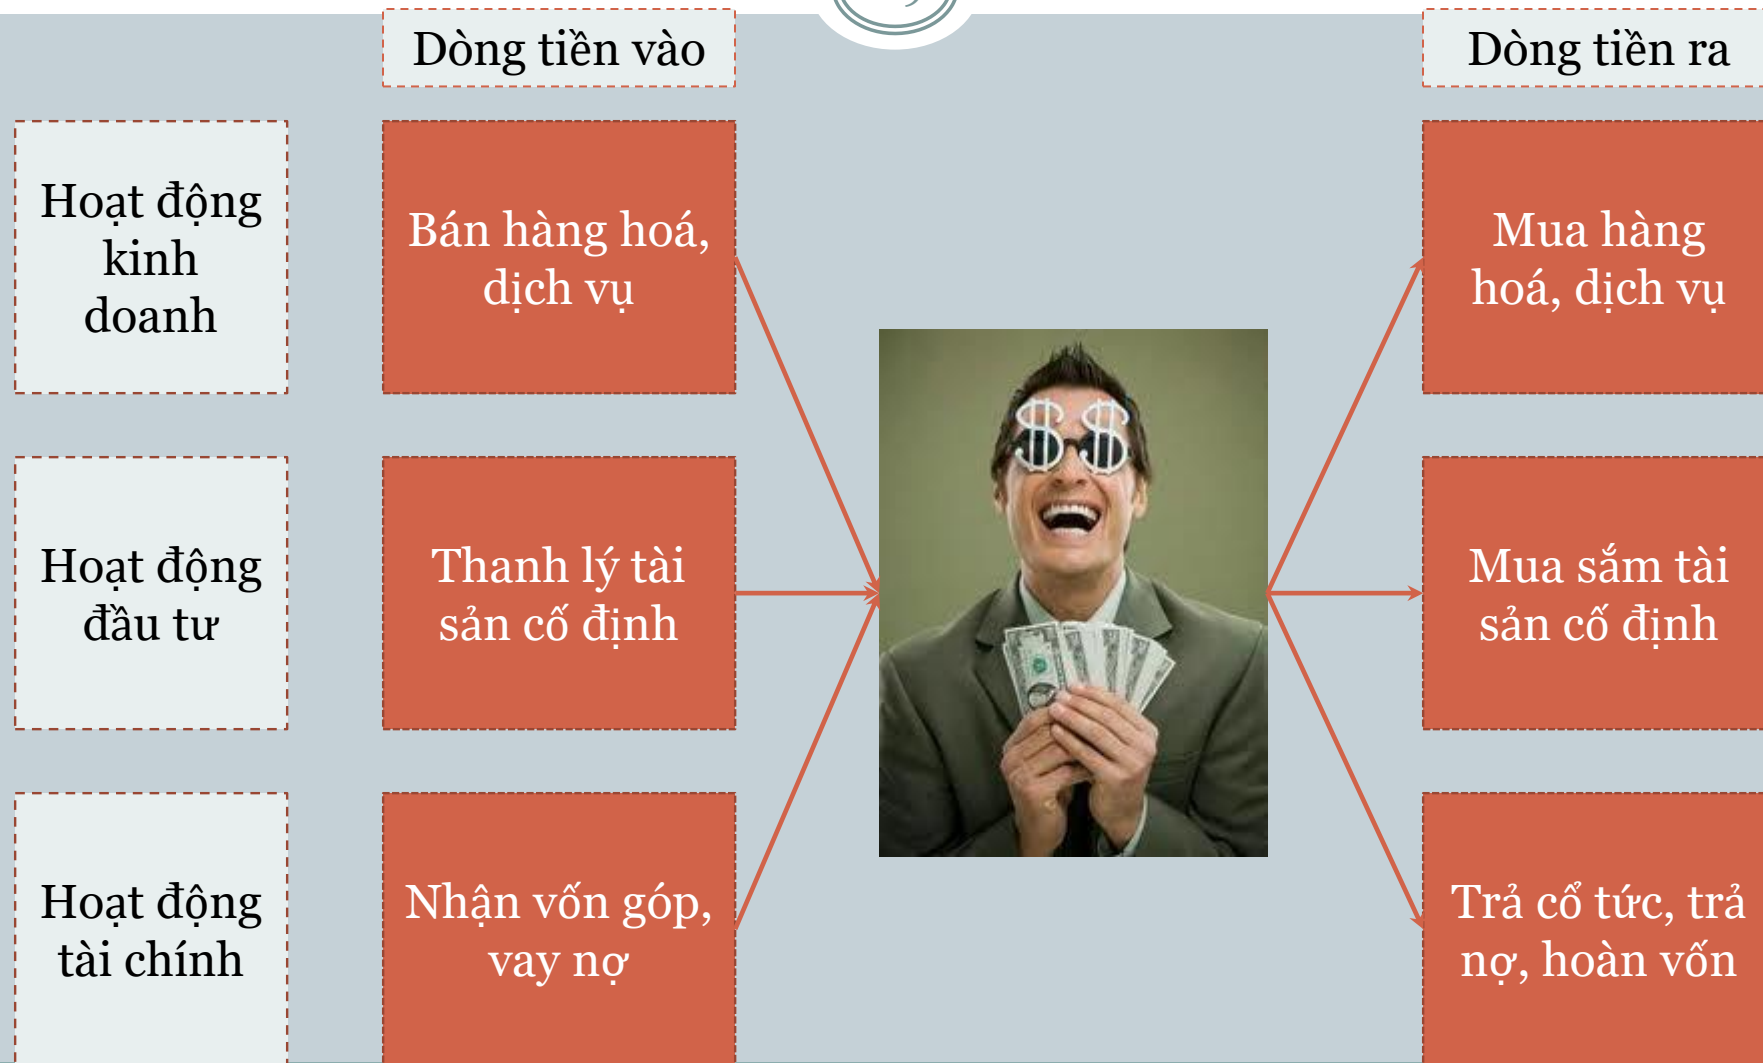 Dòng tiền vào
Dòng tiền ra
Hoạt động
kinh
doanh
Bán hàng hoá,
dịch vụ
Mua hàng
hoá, dịch vụ
Hoạt động
đầu tư
Thanh lý tài
sản cố định
Mua sắm tài
sản cố định
Hoạt động
tài chính
Nhận vốn góp,
vay nợ
Trả cổ tức, trả
nợ, hoàn vốn